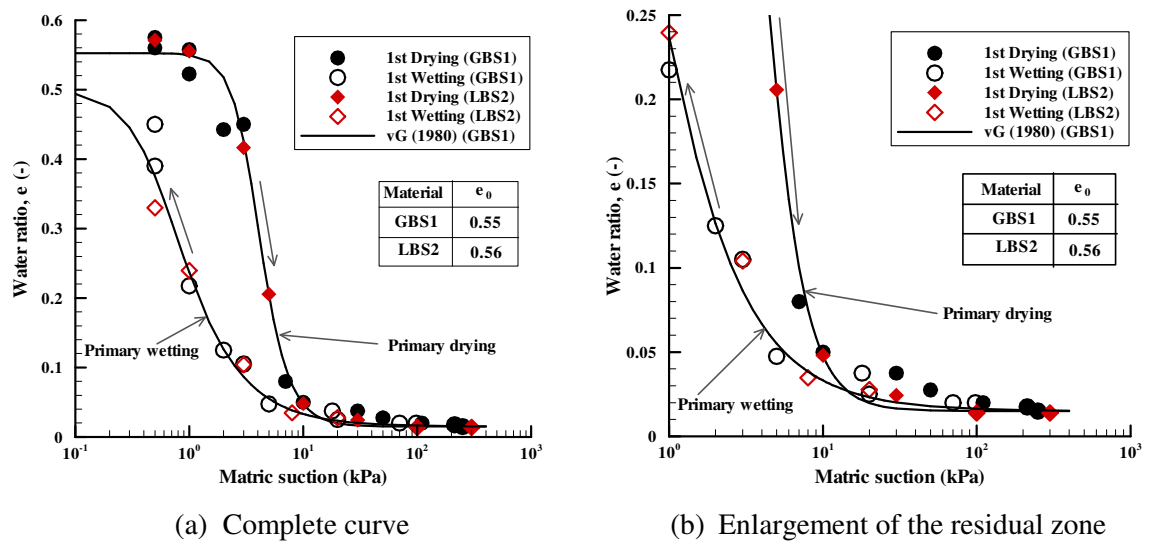 0.6
0.5
0.4
0.3
0.2
0.1
0
Water ratio, e (-)
1st Drying (GBS1)
1st Wetting (GBS1)
1st Drying (LBS2)
1st Wetting (LBS2)
vG (1980) (GBS1)
Material e₀
GBS1 0.55
LBS2 0.56
Primary wetting
Primary drying
10⁻¹ 10⁰ 10¹ 10² 10³
Matric suction (kPa)
(a) Complete curve
0.25
0.2
0.15
0.1
0.05
0
Water ratio, e (-)
1st Drying (GBS1)
1st Wetting (GBS1)
1st Drying (LBS2)
1st Wetting (LBS2)
vG (1980) (GBS1)
Material e₀
GBS1 0.55
LBS2 0.56
Primary drying
Primary wetting
10⁰ 10¹ 10² 10³
Matric suction (kPa)
(b) Enlargement of the residual zone